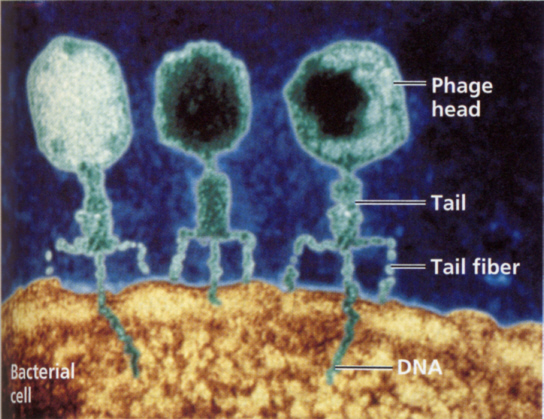 Phage
head
Tail
Tail fiber
DNA
Bacterial
cell